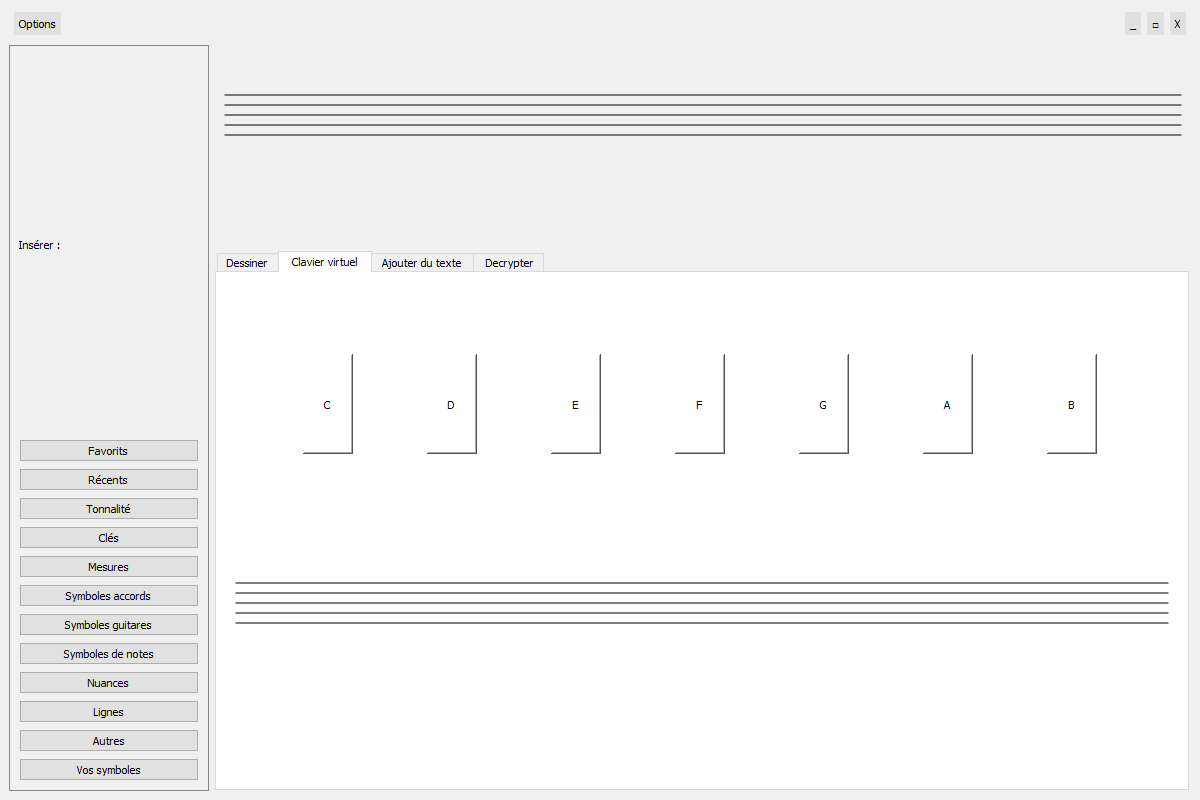 Options
_ □ X
Insérer :
Favorits
Récents
Tonnalité
Clés
Mesures
Symboles accords
Symboles guitares
Symboles de notes
Nuances
Lignes
Autres
Vos symboles
Dessiner Clavier virtuel Ajouter du texte Decrypter
C D E F G A B